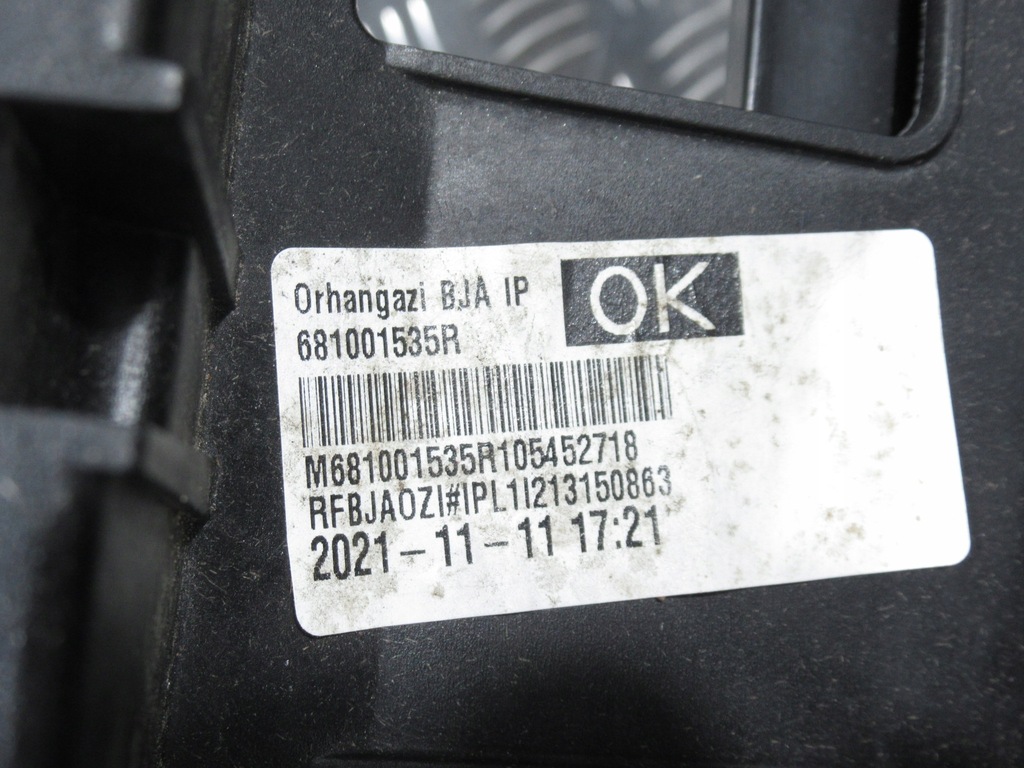 Orhangazi BJA IP OK
681001535R
M681001535R105452718
RFBJAOZI#IPL1I213150863
2021-11-11 17:21